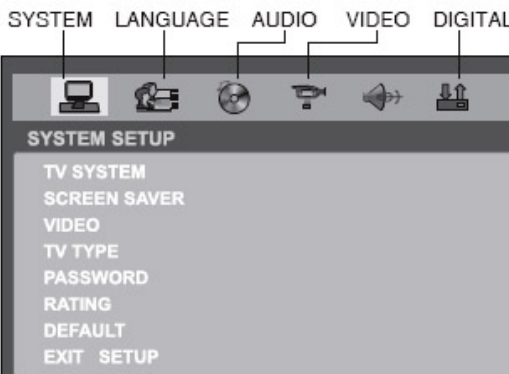 SYSTEM LANGUAGE AUDIO VIDEO DIGITAL
SYSTEM SETUP
TV SYSTEM
SCREEN SAVER
VIDEO
TV TYPE
PASSWORD
RATING
DEFAULT
EXIT SETUP